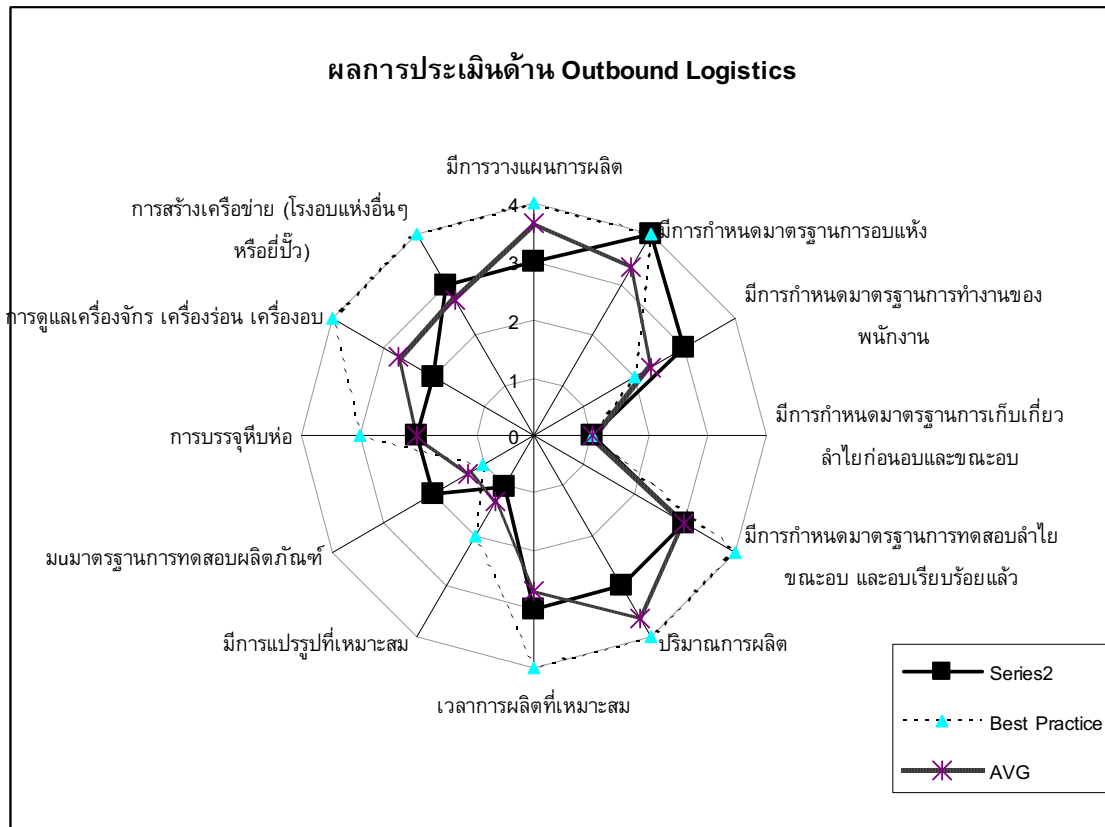 ผลการประเมินด้าน Outbound Logistics
มีการวางแผนการผลิต
การสร้างเครือข่าย (โรงอบแห่งอื่นๆ
หรือยี่ปั๊ว)
มีการกำหนดมาตรฐานการอบแห้ง
มีการกำหนดมาตรฐานการทำงานของ
พนักงาน
การดูแลเครื่องจักร เครื่องร่อน เครื่องอบ
มีการกำหนดมาตรฐานการเก็บเกี่ยว
ลำไยก่อนอบและขณะอบ
การบรรจุหีบห่อ
มีการกำหนดมาตรฐานการทดสอบลำไย
ขณะอบ และอบเรียบร้อยแล้ว
มuมาตรฐานการทดสอบผลิตภัณฑ์
มีการแปรรูปที่เหมาะสม
ปริมาณการผลิต
เวลาการผลิตที่เหมาะสม
4
3
2
1
0
Series2
Best Practice
AVG